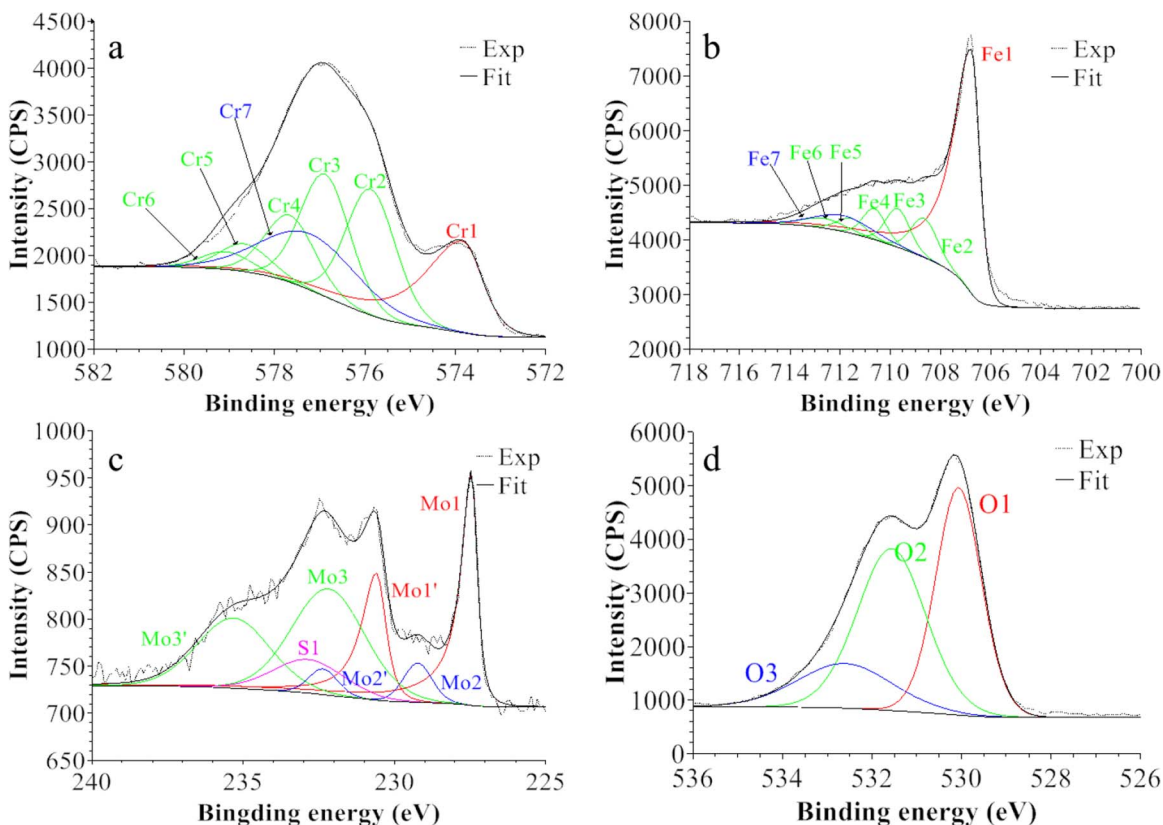 a
Exp
Fit
Cr1
Cr2
Cr3
Cr4
Cr5
Cr6
Cr7
Intensity (CPS)
4500
4000
3500
3000
2500
2000
1500
1000
582 580 578 576 574 572
Binding energy (eV)
b
Exp
Fit
Fe1
Fe2
Fe3
Fe4
Fe5
Fe6
Fe7
Intensity (CPS)
8000
7000
6000
5000
4000
3000
2000
718 716 714 712 710 708 706 704 702 700
Binding energy (eV)
c
Exp
Fit
Mo1
Mo1'
Mo2
Mo2'
Mo3
Mo3'
S1
Intensity (CPS)
1000
950
900
850
800
750
700
650
240 235 230 225
Bingding energy (eV)
d
Exp
Fit
O1
O2
O3
Intensity (CPS)
6000
5000
4000
3000
2000
1000
0
536 534 532 530 528 526
Binding energy (eV)